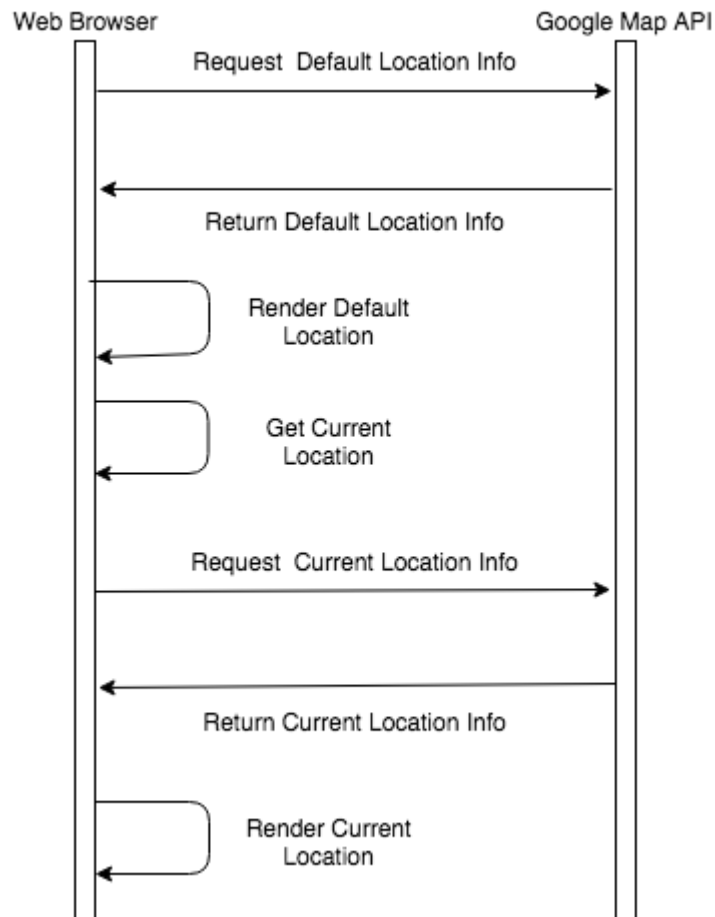 Web Browser
Google Map API
Request  Default Location Info
Return Default Location Info
Render Default
Location
Get Current
Location
Request  Current Location Info
Return Current Location Info
Render Current
Location